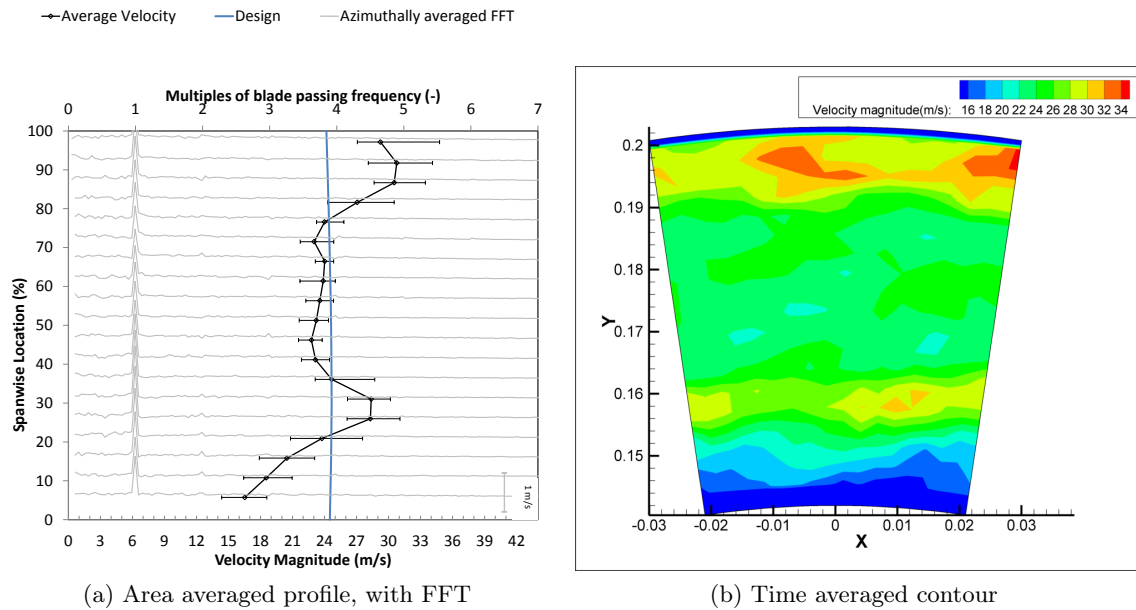 Average Velocity Design Azimuthally averaged FFT
Multiples of blade passing frequency (-)
0 1 2 3 4 5 6 7
Spanwise Location (%)
100
90
80
70
60
50
40
30
20
10
0
1 m/s
0 3 6 9 12 15 18 21 24 27 30 33 36 39 42
Velocity Magnitude (m/s)
(a) Area averaged profile, with FFT
Velocity magnitude(m/s): 16 18 20 22 24 26 28 30 32 34
Y
0.2
0.19
0.18
0.17
0.16
0.15
-0.03 -0.02 -0.01 0 0.01 0.02 0.03
X
(b) Time averaged contour